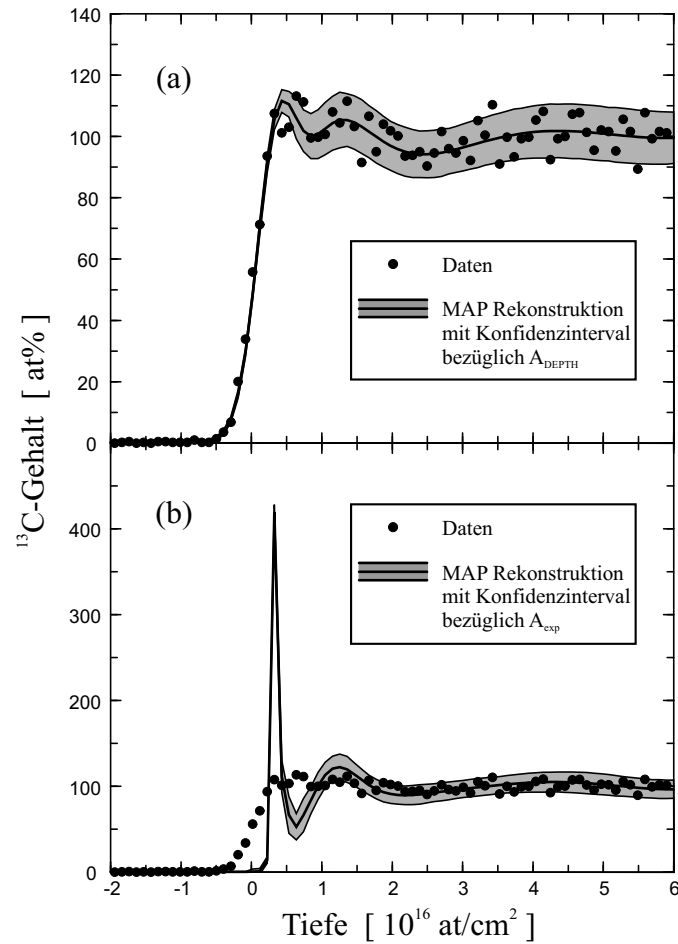 140
120
100
80
60
40
20
0
(a)
Daten
MAP Rekonstruktion
mit Konfidenzinterval
bezüglich A_DEPTH
¹³C-Gehalt [ at% ]
400
300
200
100
0
(b)
Daten
MAP Rekonstruktion
mit Konfidenzinterval
bezüglich A_exp
-2 -1 0 1 2 3 4 5 6
Tiefe [ 10¹⁶ at/cm² ]